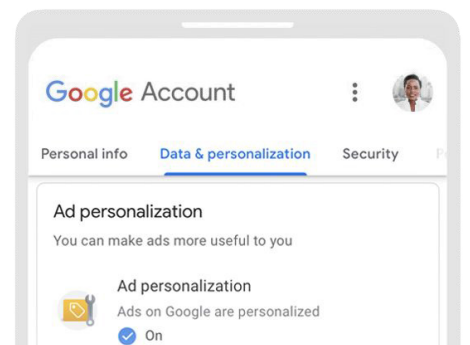 Google Account
Personal info Data & personalization Security
Ad personalization
You can make ads more useful to you
Ad personalization
Ads on Google are personalized
On